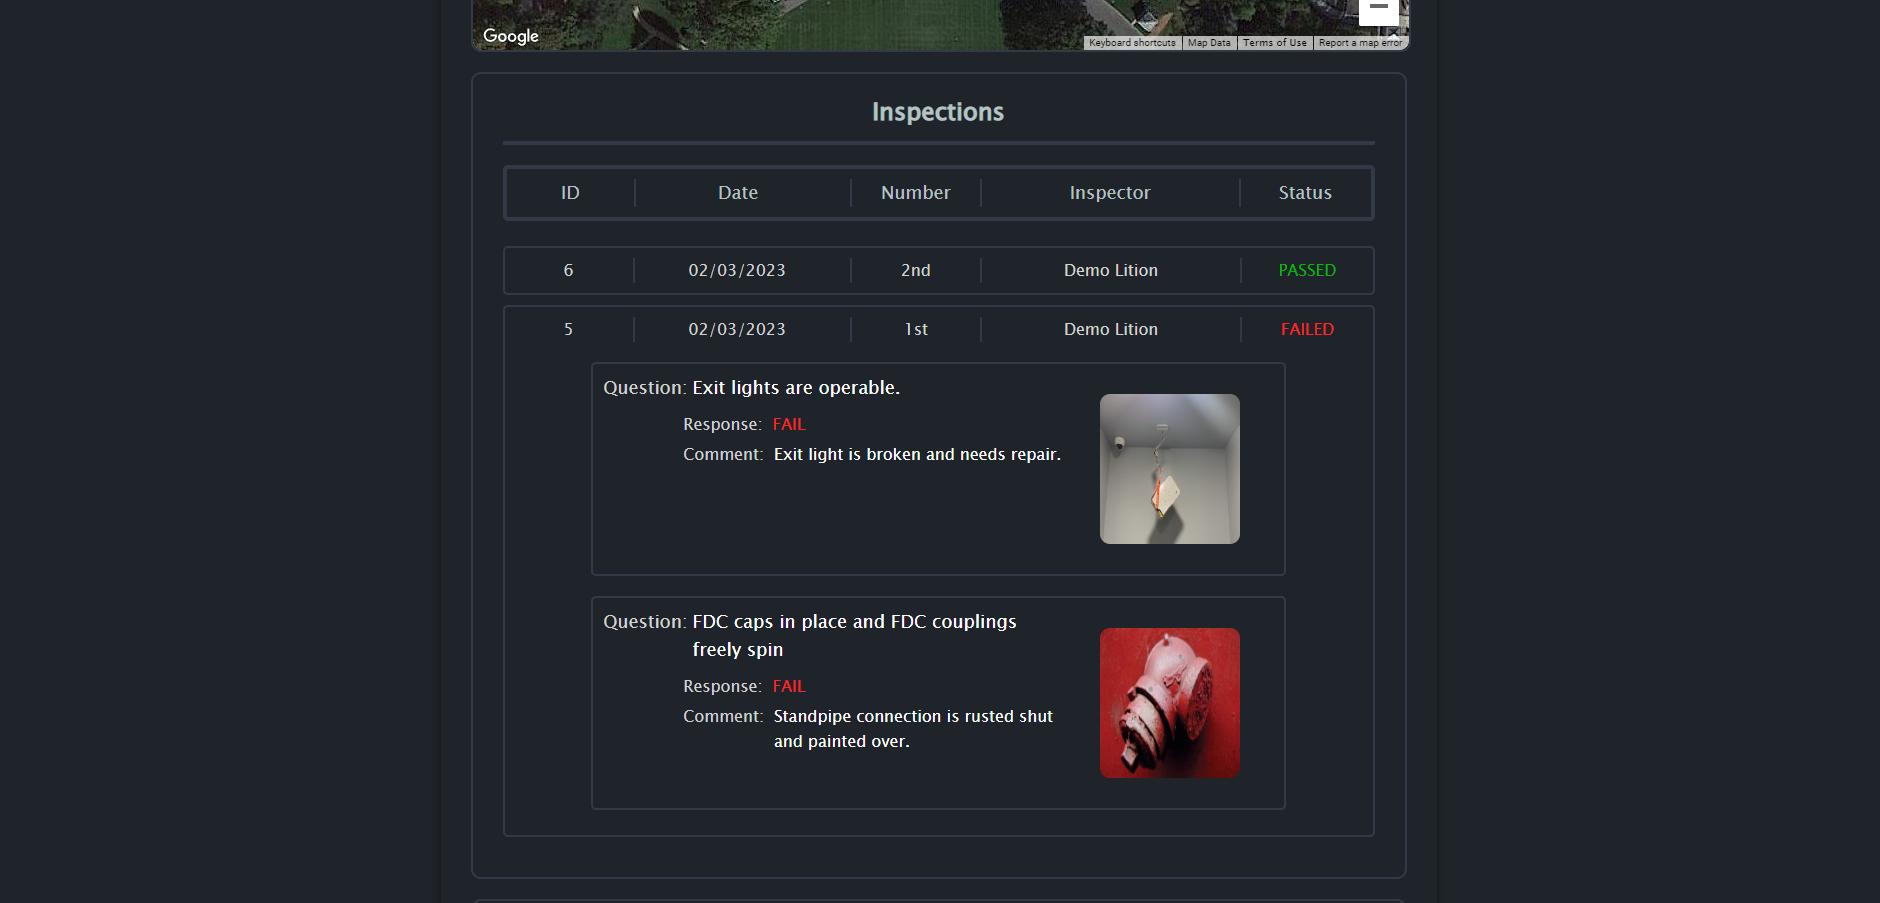 Google
Keyboard shortcuts Map Data Terms of Use Report a map error
Inspections
ID Date Number Inspector Status
6 02/03/2023 2nd Demo Lition PASSED
5 02/03/2023 1st Demo Lition FAILED
Question: Exit lights are operable.
Response: FAIL
Comment: Exit light is broken and needs repair.
Question: FDC caps in place and FDC couplings
freely spin
Response: FAIL
Comment: Standpipe connection is rusted shut
and painted over.